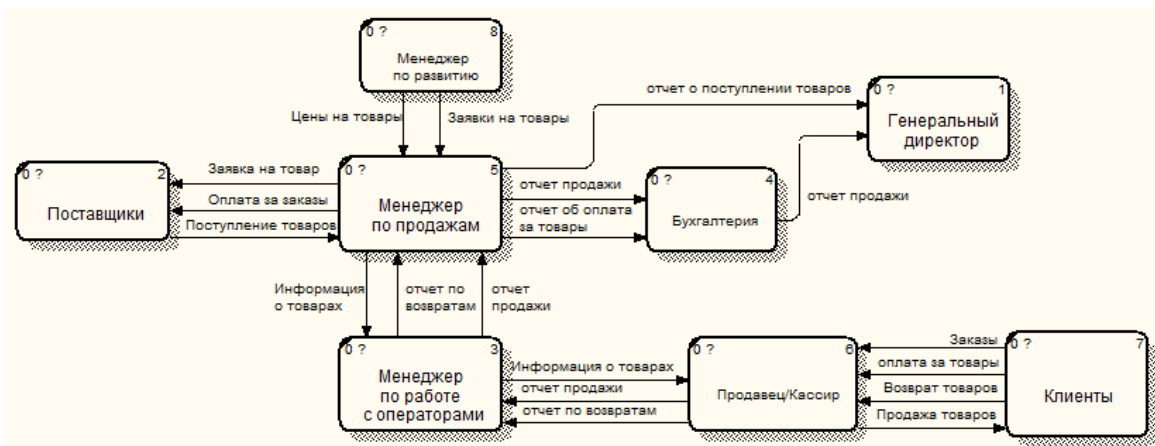 0 ?
8
Менеджер
по развитию
Цены на товары
Заявки на товары
отчет о поступлении товаров
0 ?
1
Генеральный
директор
0 ?
2
Поставщики
Заявка на товар
Оплата за заказы
Поступление товаров
0 ?
5
Менеджер
по продажам
отчет продажи
отчет об оплата
за товары
0 ?
4
Бухгалтерия
отчет продажи
Информация
о товарах
отчет по
возвратам
отчет
продажи
0 ?
3
Менеджер
по работе
с операторами
Информация о товарах
отчет продажи
отчет по возвратам
0 ?
6
Продавец/Кассир
Заказы
оплата за товары
Возврат товаров
Продажа товаров
0 ?
7
Клиенты